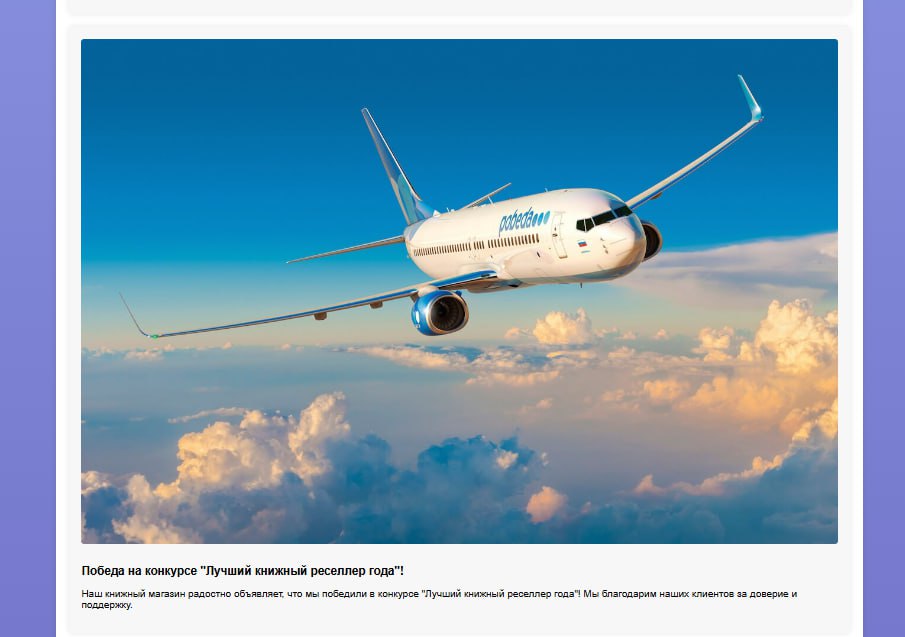 pobeda
Победа на конкурсе "Лучший книжный реселлер года"!
Наш книжный магазин радостно объявляет, что мы победили в конкурсе "Лучший книжный реселлер года"! Мы благодарим наших клиентов за доверие и
поддержку.